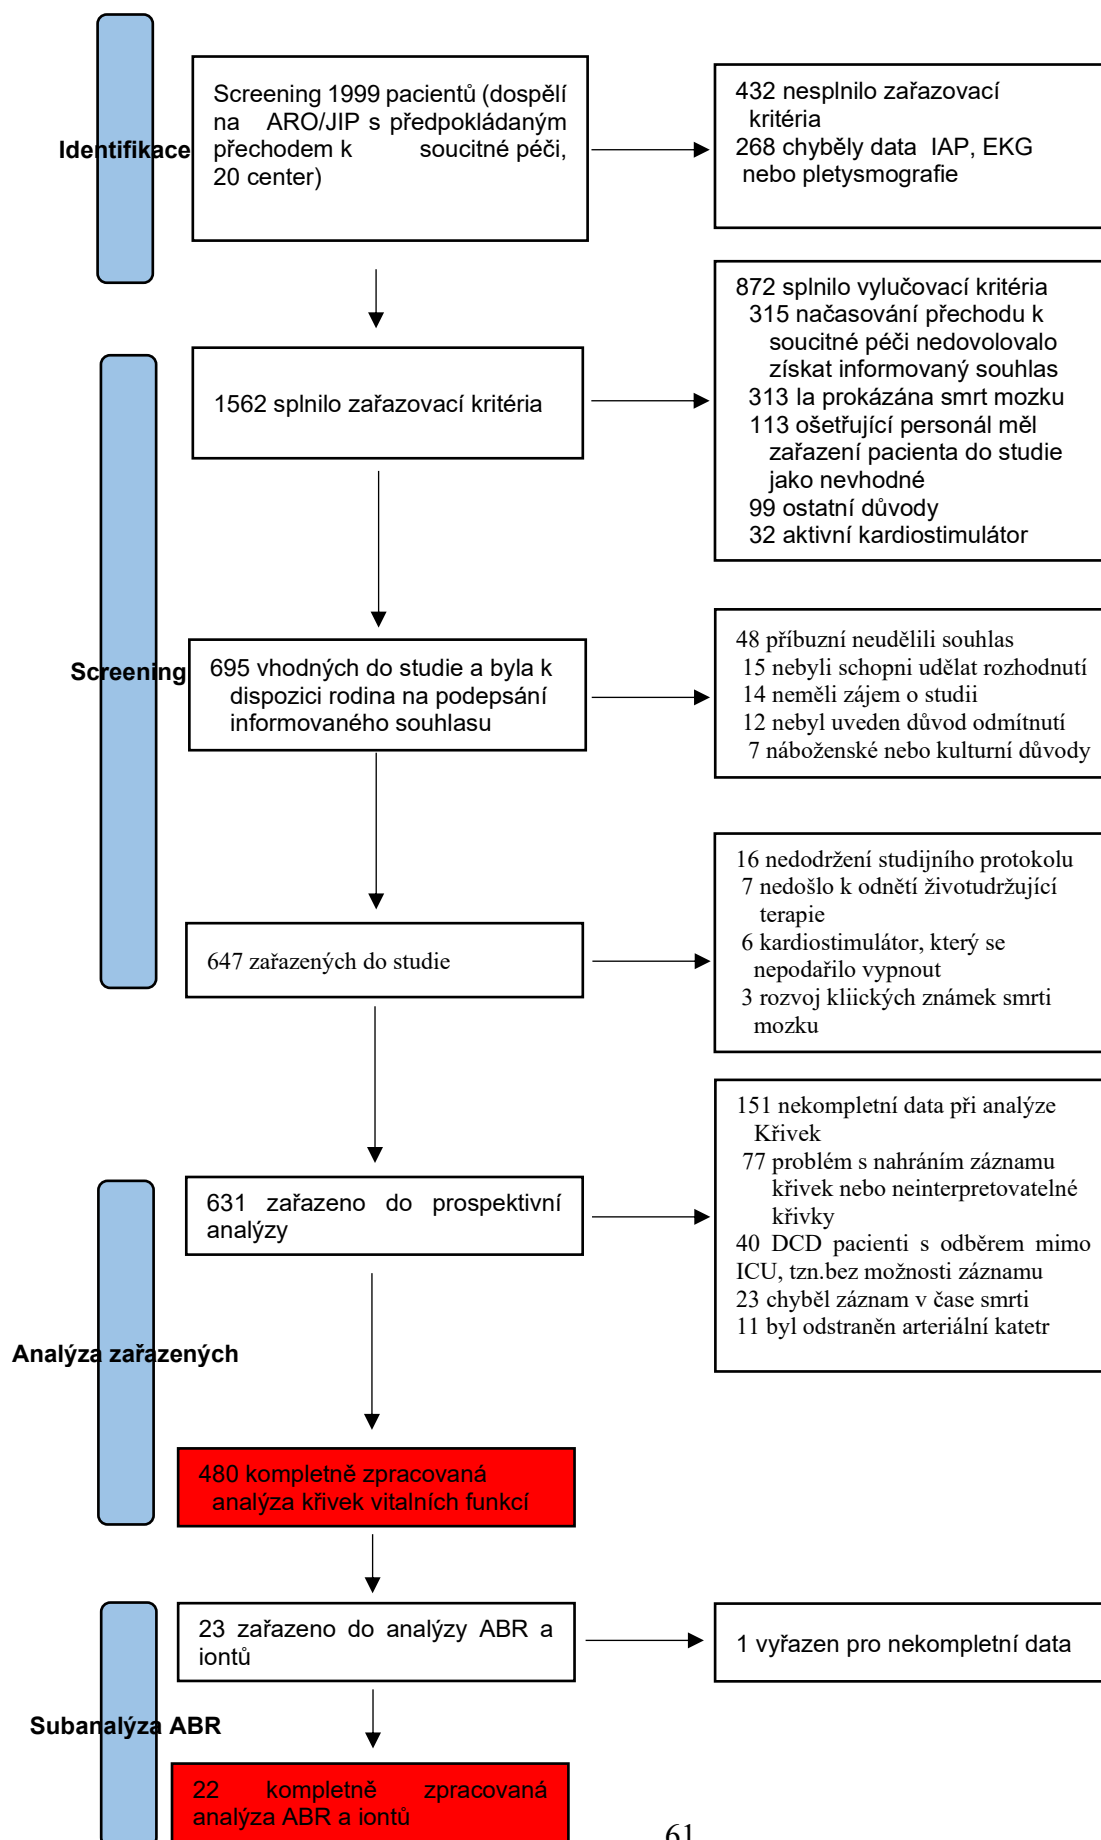 Identifikace
Screening 1999 pacientů (dospělí
na ARO/JIP s předpokládaným
přechodem k soucitné péči,
20 center)
432 nesplnilo zařazovací
kritéria
268 chyběly data IAP, EKG
nebo pletysmografie
872 splnilo vylučovací kritéria
315 načasování přechodu k
soucitné péči nedovolovalo
získat informovaný souhlas
313 la prokázána smrt mozku
113 ošetřující personál měl
zařazení pacienta do studie
jako nevhodné
99 ostatní důvody
32 aktivní kardiostimulátor
1562 splnilo zařazovací kritéria
Screening
695 vhodných do studie a byla k
dispozici rodina na podepsání
informovaného souhlasu
48 příbuzní neudělili souhlas
15 nebyli schopni udělat rozhodnutí
14 neměli zájem o studii
12 nebyl uveden důvod odmítnutí
7 náboženské nebo kulturní důvody
647 zařazených do studie
16 nedodržení studijního protokolu
7 nedošlo k odnětí životudržující
terapie
6 kardiostimulátor, který se
nepodařilo vypnout
3 rozvoj kliických známek smrti
mozku
Analýza zařazených
631 zařazeno do prospektivní
analýzy
151 nekompletní data při analýze
Křivek
77 problém s nahráním záznamu
křivek nebo neinterpretovatelné
křivky
40 DCD pacienti s odběrem mimo
ICU, tzn.bez možnosti záznamu
23 chyběl záznam v čase smrti
11 byl odstraněn arteriální katetr
480 kompletně zpracovaná
analýza křivek vitalních funkcí
Subanalýza ABR
23 zařazeno do analýzy ABR a
iontů
1 vyřazen pro nekompletní data
22 kompletně zpracovaná
analýza ABR a iontů
61